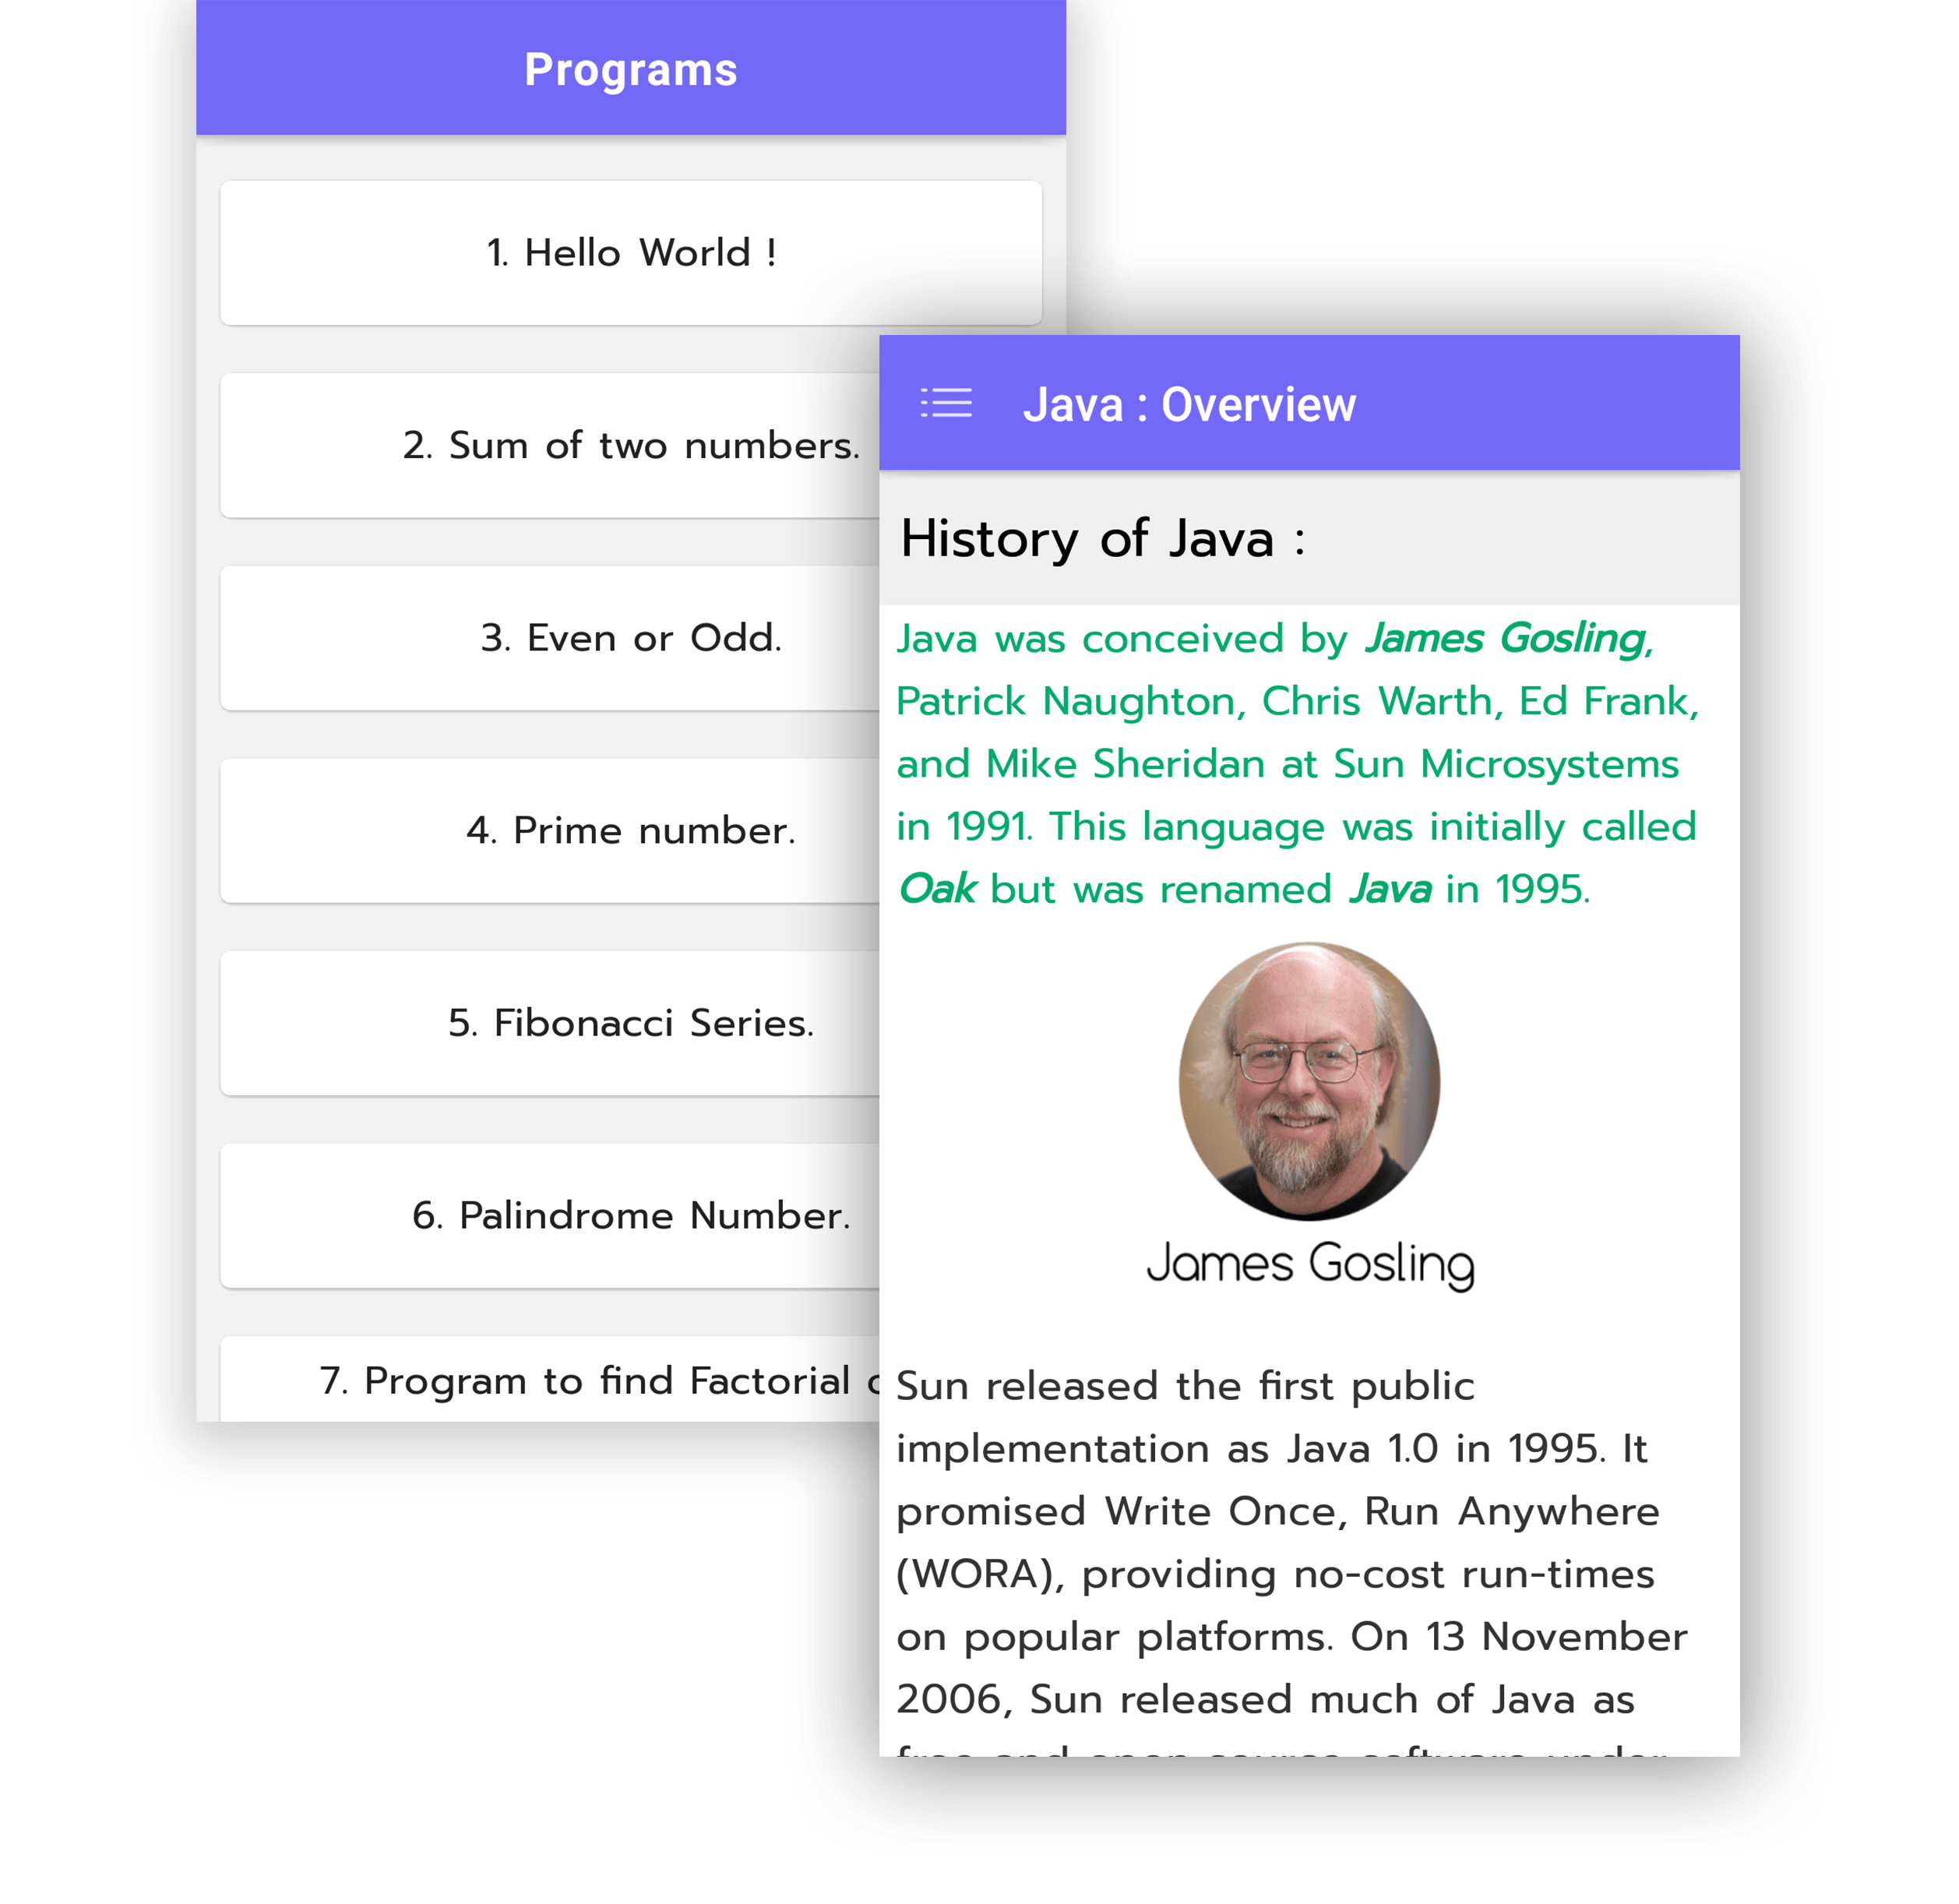 Programs
1. Hello World !
2. Sum of two numbers.
3. Even or Odd.
4. Prime number.
5. Fibonacci Series.
6. Palindrome Number.
7. Program to find Factorial
Java : Overview
History of Java :
Java was conceived by James Gosling,
Patrick Naughton, Chris Warth, Ed Frank,
and Mike Sheridan at Sun Microsystems
in 1991. This language was initially called
Oak but was renamed Java in 1995.
James Gosling
Sun released the first public
implementation as Java 1.0 in 1995. It
promised Write Once, Run Anywhere
(WORA), providing no-cost run-times
on popular platforms. On 13 November
2006, Sun released much of Java as